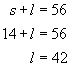 s + l = 56
14 + l = 56
l = 42